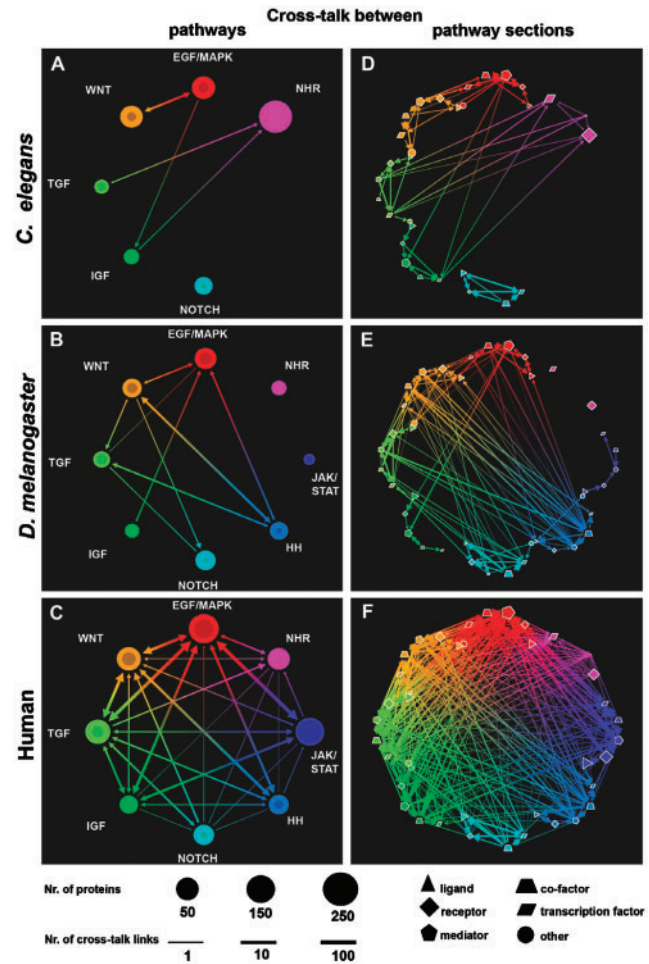 Cross-talk between
pathways
pathway sections
C. elegans
A
EGF/MAPK
NHR
WNT
TGF
IGF
NOTCH
D
D. melanogaster
B
EGF/MAPK
WNT
NHR
TGF
JAK/
STAT
IGF
HH
NOTCH
E
Human
C
EGF/MAPK
WNT
NHR
TGF
JAK/
STAT
IGF
HH
NOTCH
F
Nr. of proteins
50
150
250
Nr. of cross-talk links
1
10
100
ligand
co-factor
receptor
transcription factor
mediator
other